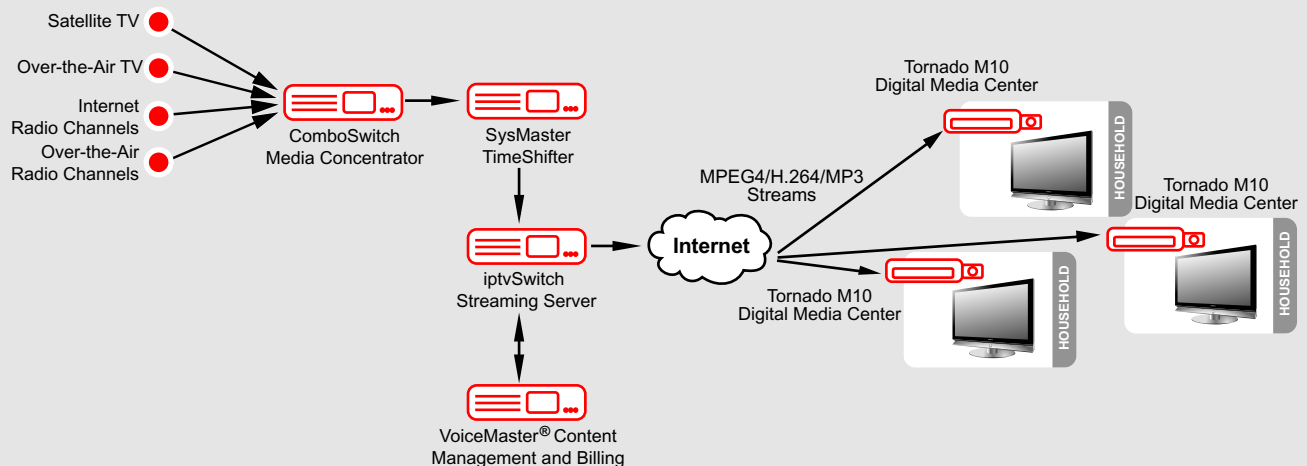 Satellite TV
Over-the-Air TV
Internet
Radio Channels
Over-the-Air
Radio Channels
ComboSwitch
Media Concentrator
SysMaster
TimeShifter
iptvSwitch
Streaming Server
VoiceMaster® Content
Management and Billing
Internet
MPEG4/H.264/MP3
Streams
Tornado M10
Digital Media Center
HOUSEHOLD
Tornado M10
Digital Media Center
HOUSEHOLD
Tornado M10
Digital Media Center
HOUSEHOLD